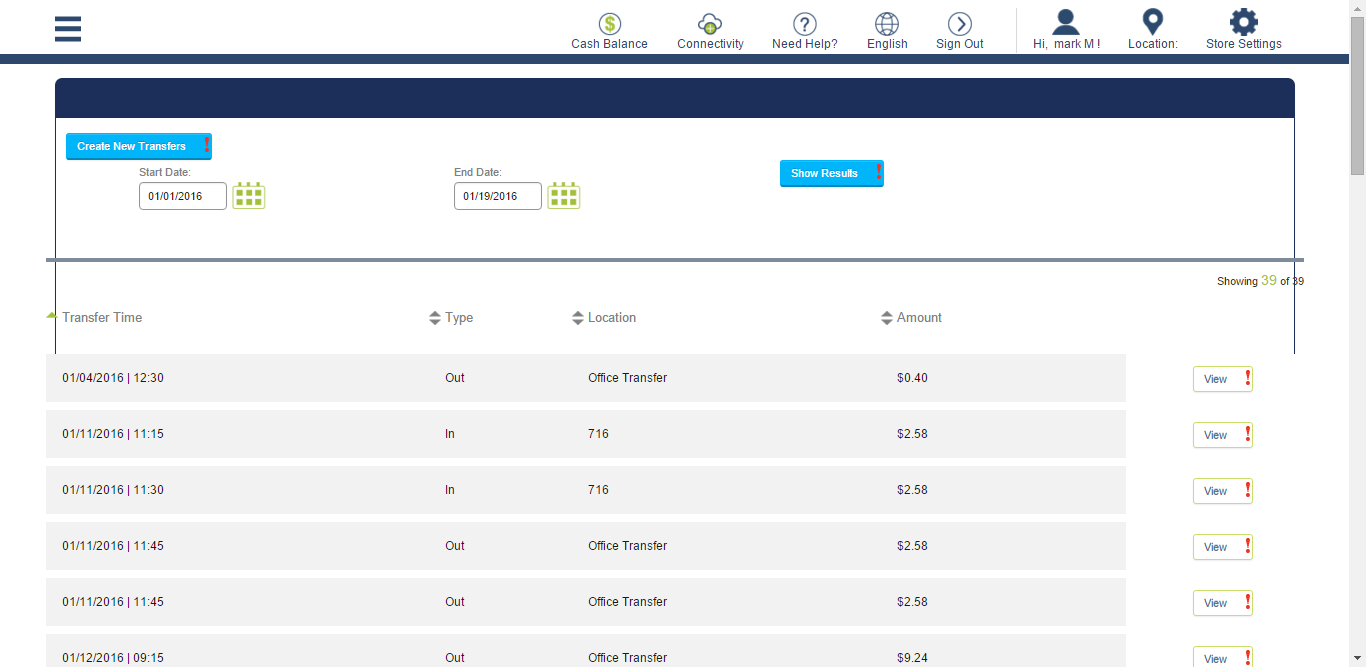 Cash Balance Connectivity Need Help? English Sign Out Hi, mark M ! Location: Store Settings
Create New Transfers !
Start Date: End Date:
Show Results !
01/01/2016 01/19/2016
Showing 39 of 39
Transfer Time Type Location Amount
01/04/2016 | 12:30 Out Office Transfer $0.40 View !
01/11/2016 | 11:15 In 716 $2.58 View !
01/11/2016 | 11:30 In 716 $2.58 View !
01/11/2016 | 11:45 Out Office Transfer $2.58 View !
01/11/2016 | 11:45 Out Office Transfer $2.58 View !
01/12/2016 | 09:15 Out Office Transfer $9.24 View !